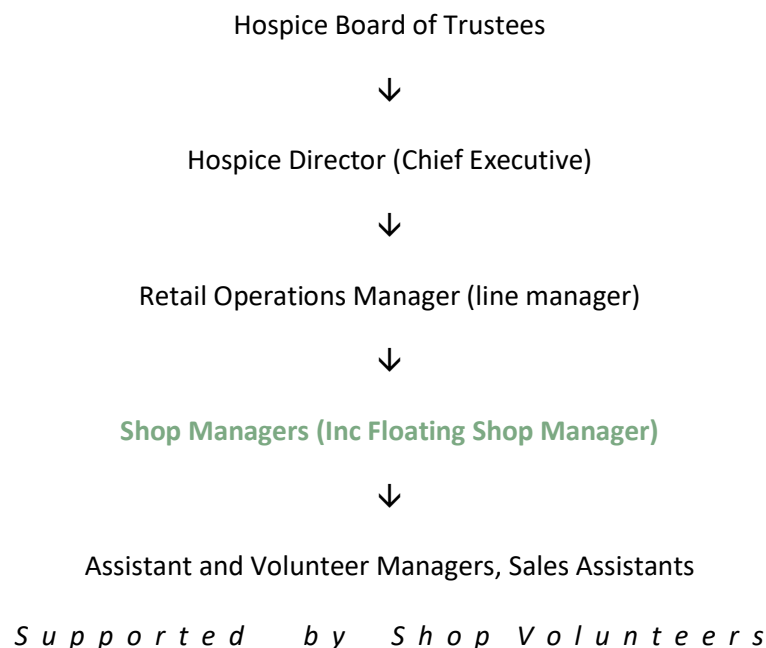 Hospice Board of Trustees
↓
Hospice Director (Chief Executive)
↓
Retail Operations Manager (line manager)
↓
Shop Managers (Inc Floating Shop Manager)
↓
Assistant and Volunteer Managers, Sales Assistants
Supported by Shop Volunteers